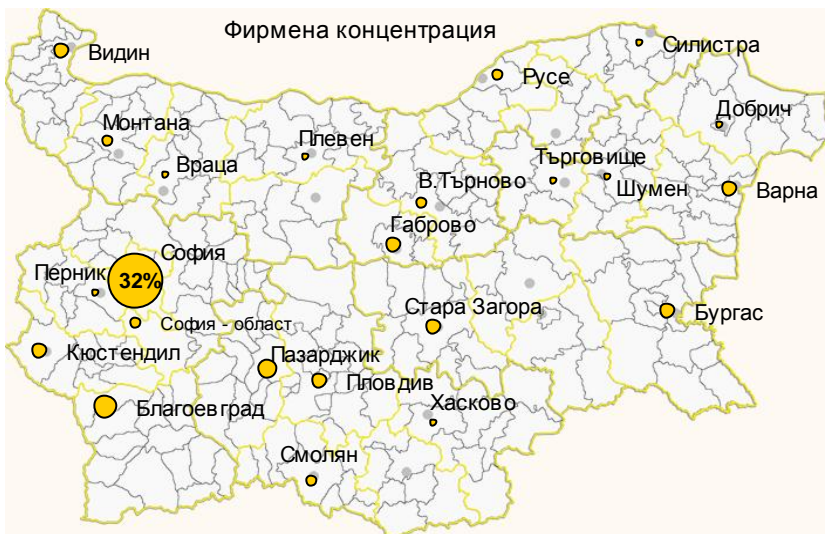 Фирмена концентрация
Силистра
Видин
Русе
Добрич
Монтана
Плевен
Търговище
Враца
В.Търново
Шумен
Варна
Габрово
София
32%
Перник
Стара Загора
Бургас
София - област
Кюстендил
Пазарджик
Пловдив
Хасково
Благоевград
Смолян